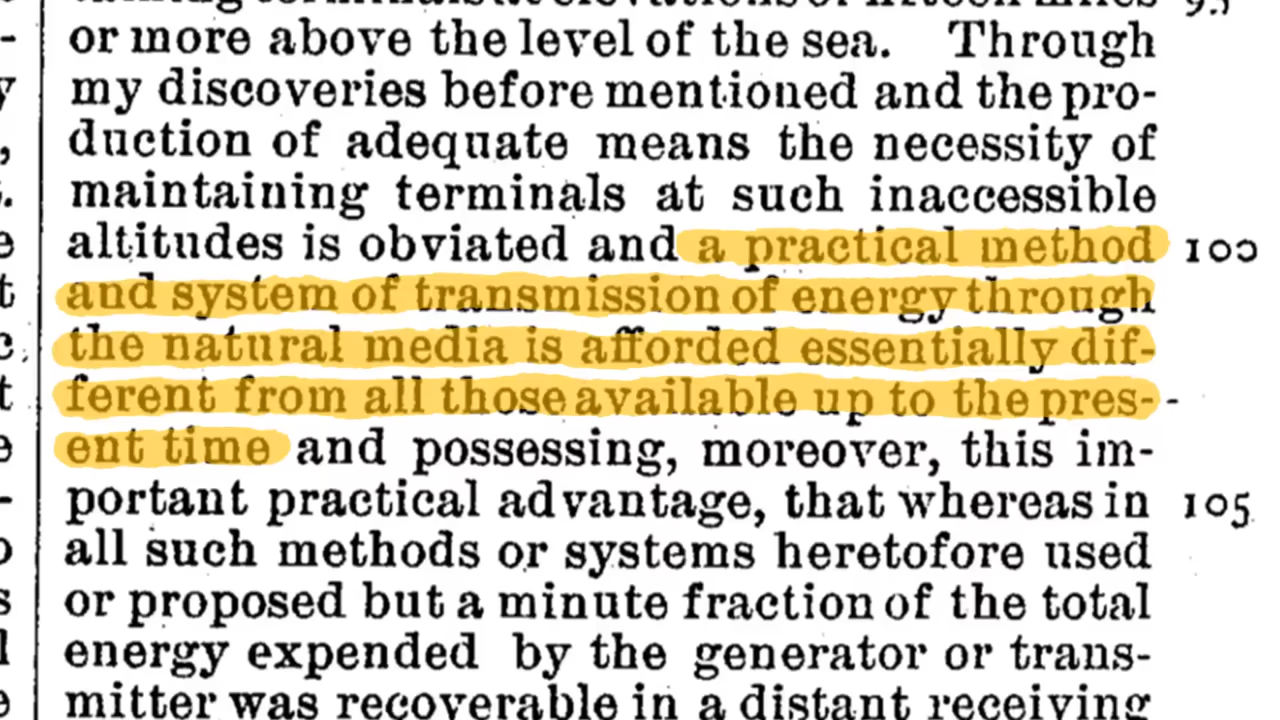 or more above the level of the sea. Through
my discoveries before mentioned and the pro-
duction of adequate means the necessity of
maintaining terminals at such inaccessible
altitudes is obviated and a practical method 100
and system of transmission of energy through
the natural media is afforded essentially dif-
ferent from all those available up to the pres-
ent time and possessing, moreover, this im-
portant practical advantage, that whereas in 105
all such methods or systems heretofore used
or proposed but a minute fraction of the total
energy expended by the generator or trans-
mitter was recoverable in a distant receiving